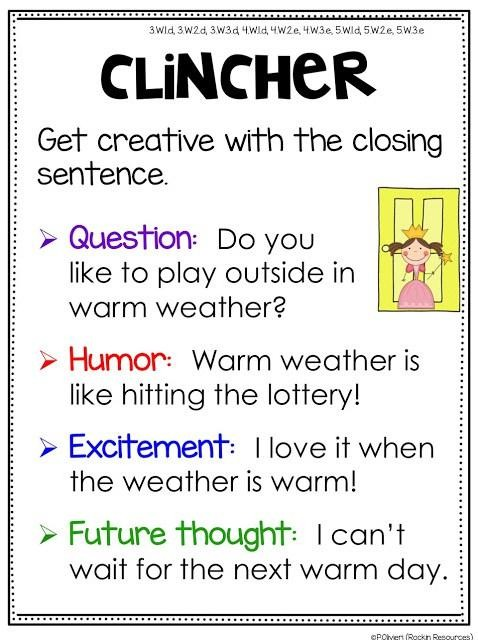 3.W.1.d, 3.W.2.d, 3.W.3.d, 4.W.1.d, 4.W.2.e, 4.W.3.e, 5.W.1.d, 5.W.2.e, 5.W.3.e
CLiNCHER
Get creative with the closing
sentence.
➢ Question: Do you
like to play outside in
warm weather?
➢ Humor: Warm weather is
like hitting the lottery!
➢ Excitement: I love it when
the weather is warm!
➢ Future thought: I can't
wait for the next warm day.
©POlivieri (Rockin Resources)